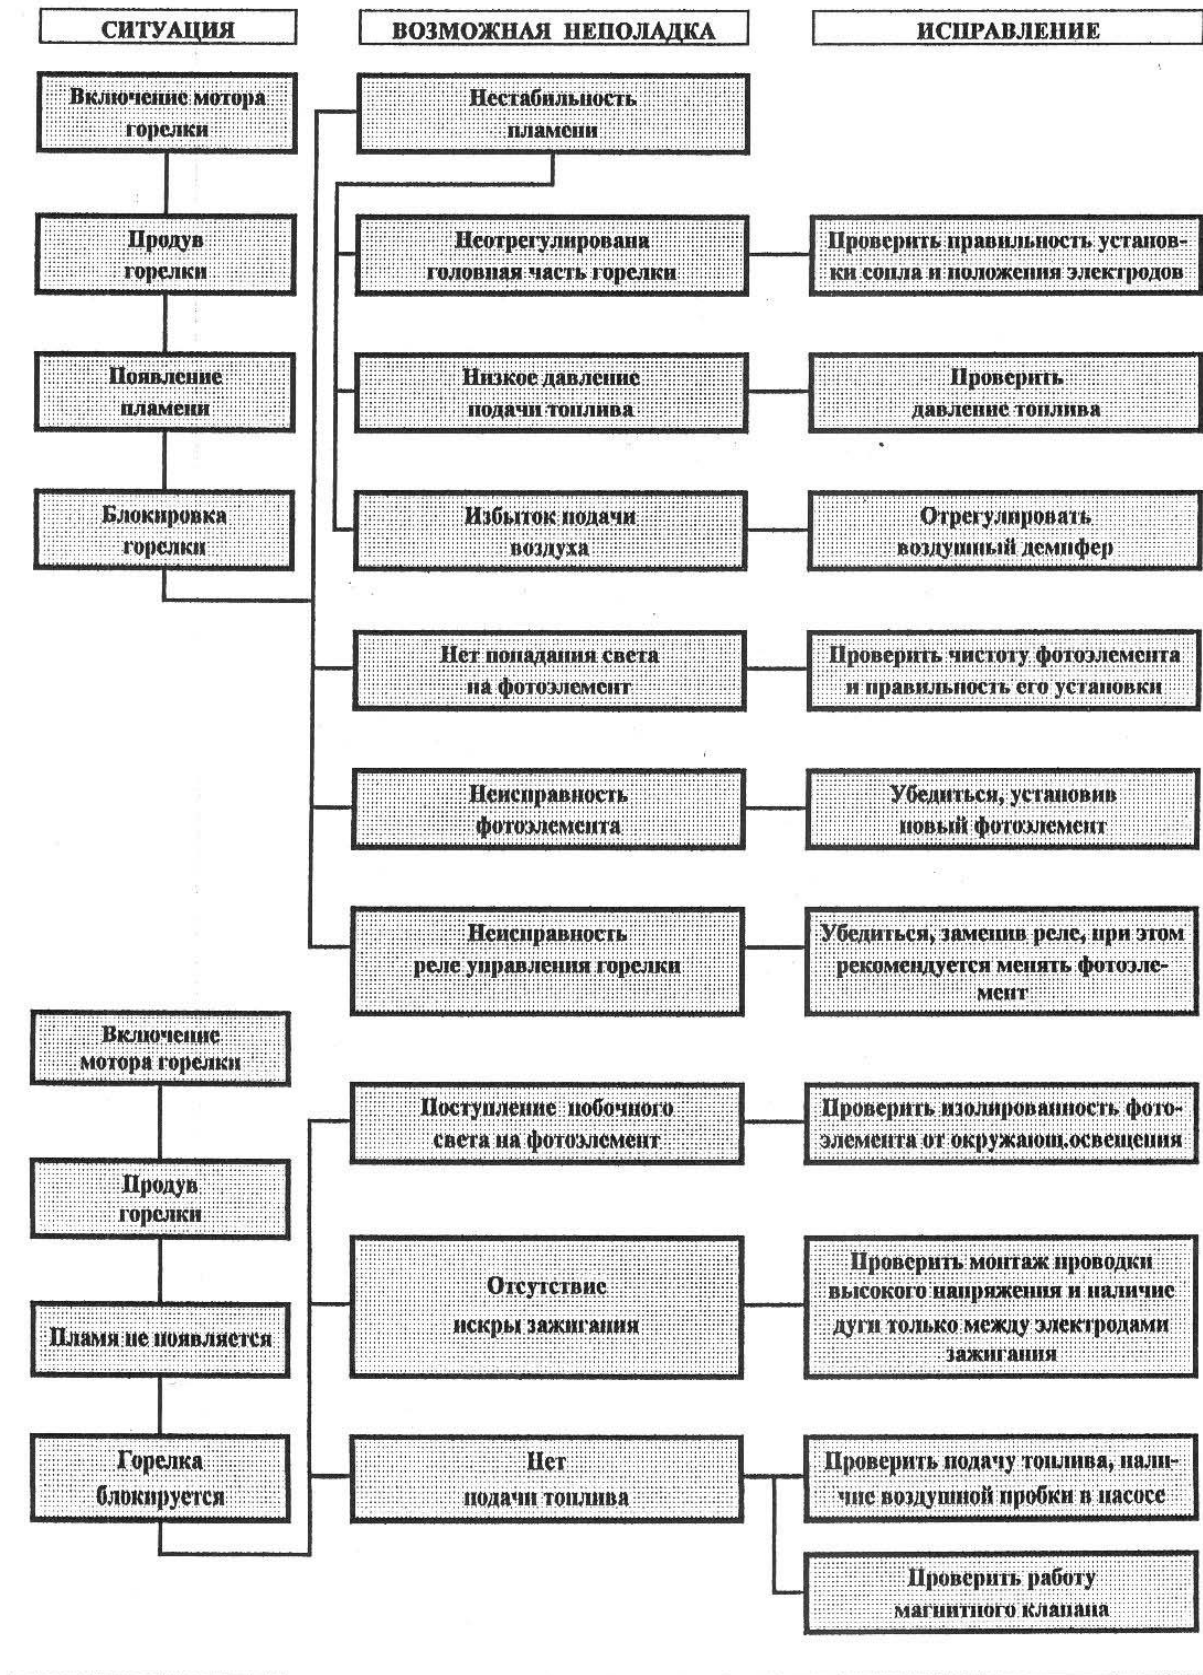 СИТУАЦИЯ
ВОЗМОЖНАЯ НЕПОЛАДКА
ИСПРАВЛЕНИЕ
Включение мотора
горелки
Продув
горелки
Появление
пламени
Блокировка
горелки
Нестабильность
пламени
Неотрегулирована
головная часть горелки
Проверить правильность установ-
ки сопла и положения электродов
Низкое давление
подачи топлива
Проверить
давление топлива
Избыток подачи
воздуха
Отрегулировать
воздушный демпфер
Нет попадания света
на фотоэлемент
Проверить чистоту фотоэлемента
и правильность его установки
Неисправность
фотоэлемента
Убедиться, установив
новый фотоэлемент
Неисправность
реле управления горелки
Убедиться, заменив реле, при этом
рекомендуется менять фотоэле-
мент
Включение
мотора горелки
Продув
горелки
Пламя не появляется
Горелка
блокируется
Поступление побочного
света на фотоэлемент
Проверить изолированность фото-
элемента от окружающ.освещения
Отсутствие
искры зажигания
Проверить монтаж проводки
высокого напряжения и наличие
дуги только между электродами
зажигания
Нет
подачи топлива
Проверить подачу топлива, нали-
чие воздушной пробки в насосе
Проверить работу
магнитного клапана